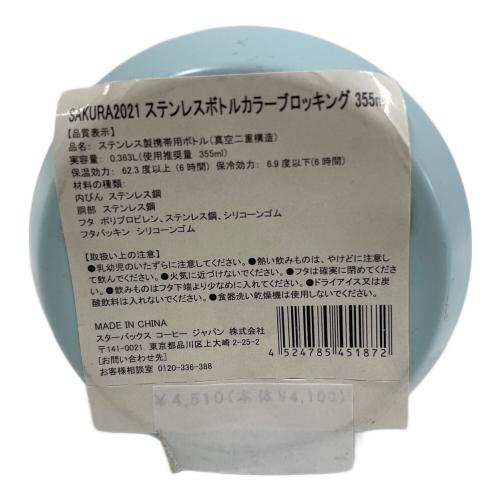 SAKURA2021 ステンレスボトルカラーブロッキング 355ml
【品質表示】
品名: ステンレス製携帯用ボトル(真空二重構造)
実容量: 0.363L(使用推奨量 355ml)
保温効力: 62.3度以上(6時間) 保冷効力: 6.9度以下(6時間)
材料の種類:
内びん ステンレス鋼
胴部 ステンレス鋼
フタ ポリプロピレン、ステンレス鋼、シリコーンゴム
フタパッキン シリコーンゴム
【取扱い上の注意】
●乳幼児のいたずらに注意してください。●熱い飲みものは、やけどに注意し
て飲んでください。●火気に近づけないでください。●フタは確実に閉めてくださ
い。●飲みものはフタ下端より少なめに入れてください。●ドライアイス又は炭
酸飲料は入れないでください。●食器洗い乾燥機は使用しないでください。
MADE IN CHINA
スターバックス コーヒー ジャパン 株式会社
〒141-0021 東京都品川区上大崎2-25-2
[お問い合わせ先]
お客様相談室 0120-336-388
4 524785 451872
¥4,510(本体¥4,100)